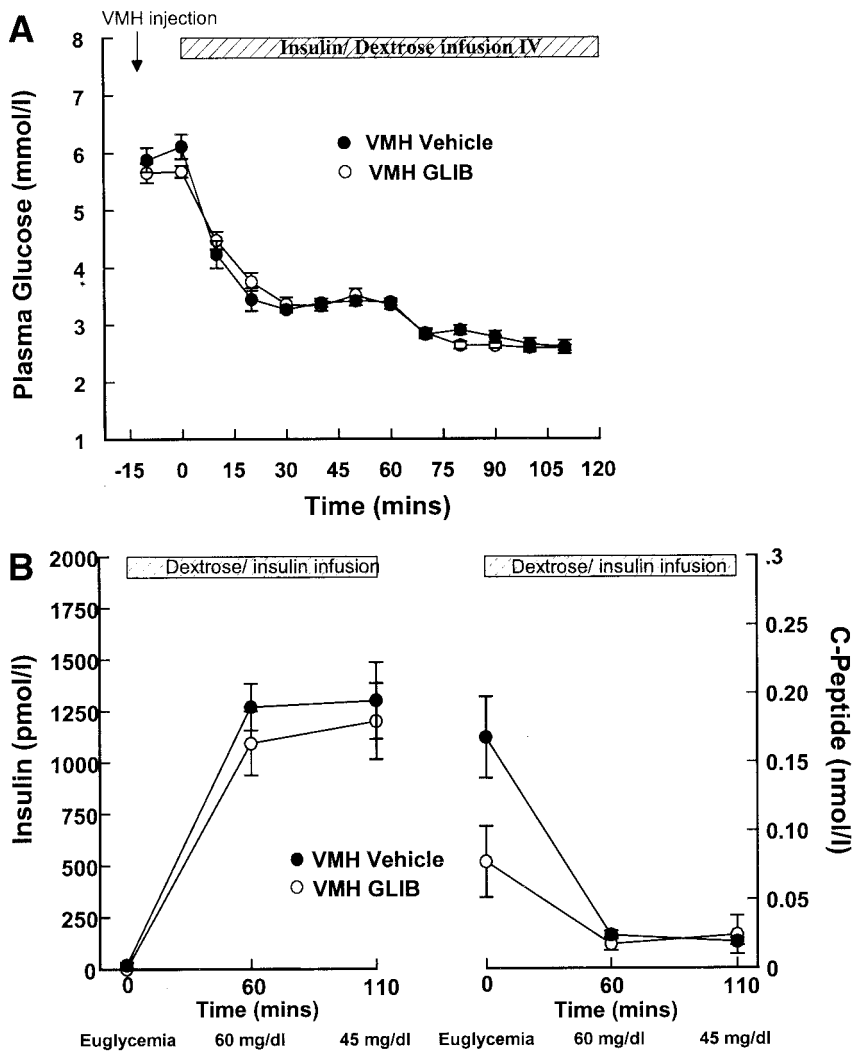 A
VMH injection
Insulin/ Dextrose infusion IV
8
7
6
5
4
3
2
1
Plasma Glucose (mmol/l)
VMH Vehicle
VMH GLIB
-15 0 15 30 45 60 75 90 105 120
Time (mins)
B
Dextrose/ insulin infusion
2000
1750
1500
1250
1000
750
500
250
0
Insulin (pmol/l)
VMH Vehicle
VMH GLIB
0 60 110
Time (mins)
Euglycemia 60 mg/dl 45 mg/dl
Dextrose/ insulin infusion
.3
0.25
0.20
0.15
0.10
0.05
0
C-Peptide (nmol/l)
0 60 110
Time (mins)
Euglycemia 60 mg/dl 45 mg/dl